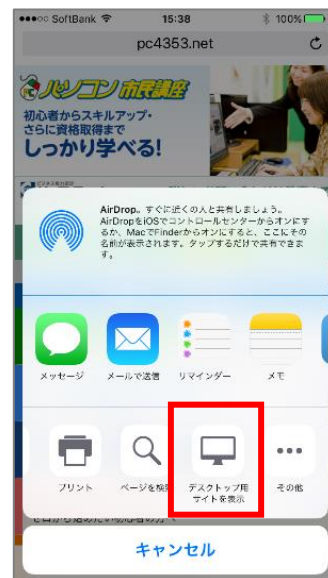 SoftBank 15:38 100%
pc4353.net
パソコン市民講座
初心者からスキルアップ・
さらに資格取得まで
しっかり学べる!
AirDrop。すぐに近くの人と共有しましょう。
AirDropをiOSでコントロールセンターからオンにす
るか、MacでFinderからオンにすると、ここにその
名前が表示されます。タップするだけで共有できま
す。
メッセージ メールで送信 リマインダー メモ
プリント ページを検索 デスクトップ用
サイトを表示 その他
キャンセル